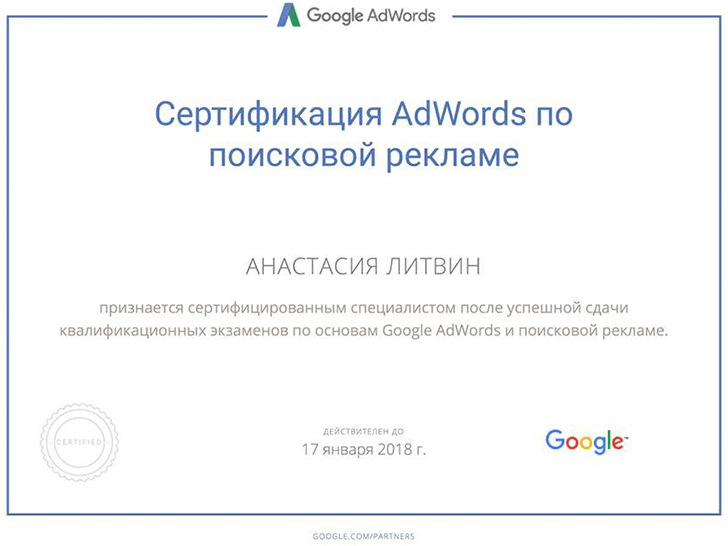 Google AdWords
Сертификация AdWords по
поисковой рекламе
АНАСТАСИЯ ЛИТВИН
признается сертифицированным специалистом после успешной сдачи
квалификационных экзаменов по основам Google AdWords и поисковой рекламе.
CERTIFIED
ДЕЙСТВИТЕЛЕН ДО
17 января 2018 г.
Google™
GOOGLE.COM/PARTNERS